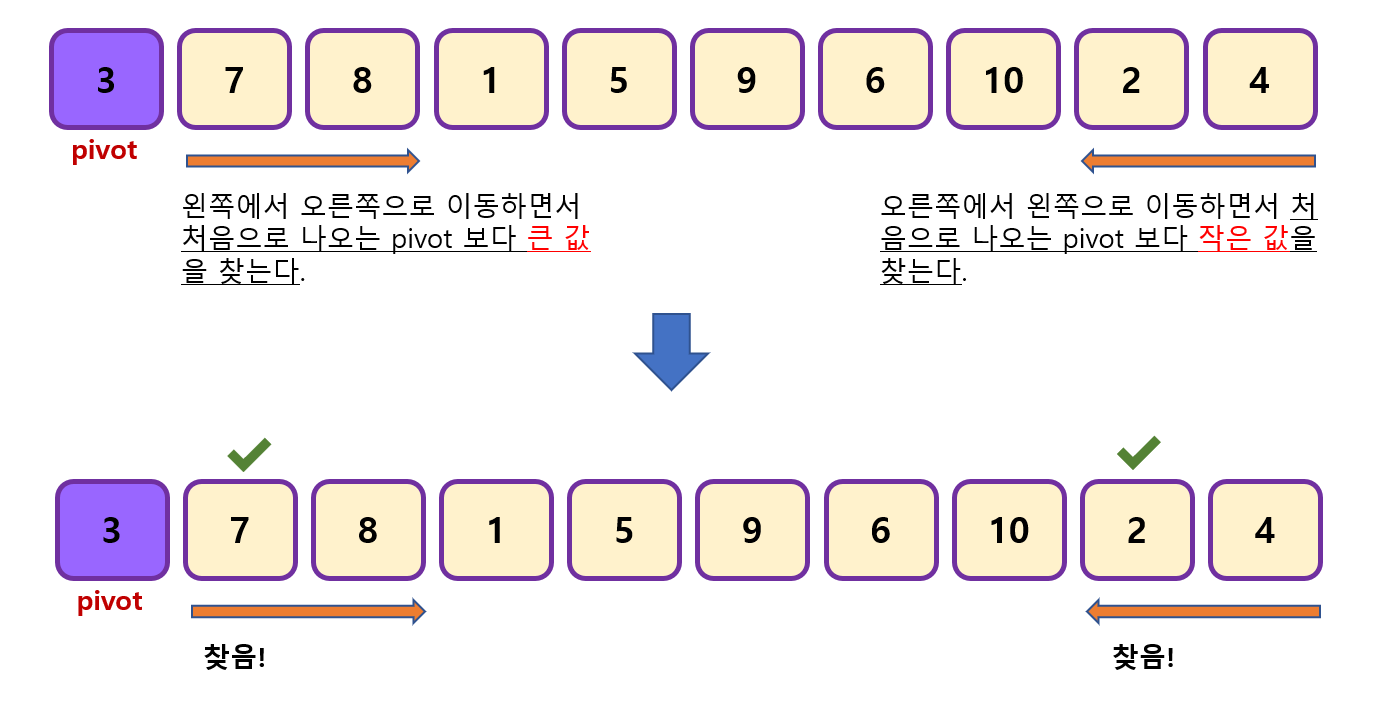 3 7 8 1 5 9 6 10 2 4
pivot
왼쪽에서 오른쪽으로 이동하면서
처음으로 나오는 pivot 보다 큰 값
을 찾는다.
오른쪽에서 왼쪽으로 이동하면서 처
음으로 나오는 pivot 보다 작은 값을
찾는다.
3 7 8 1 5 9 6 10 2 4
pivot
찾음!
찾음!